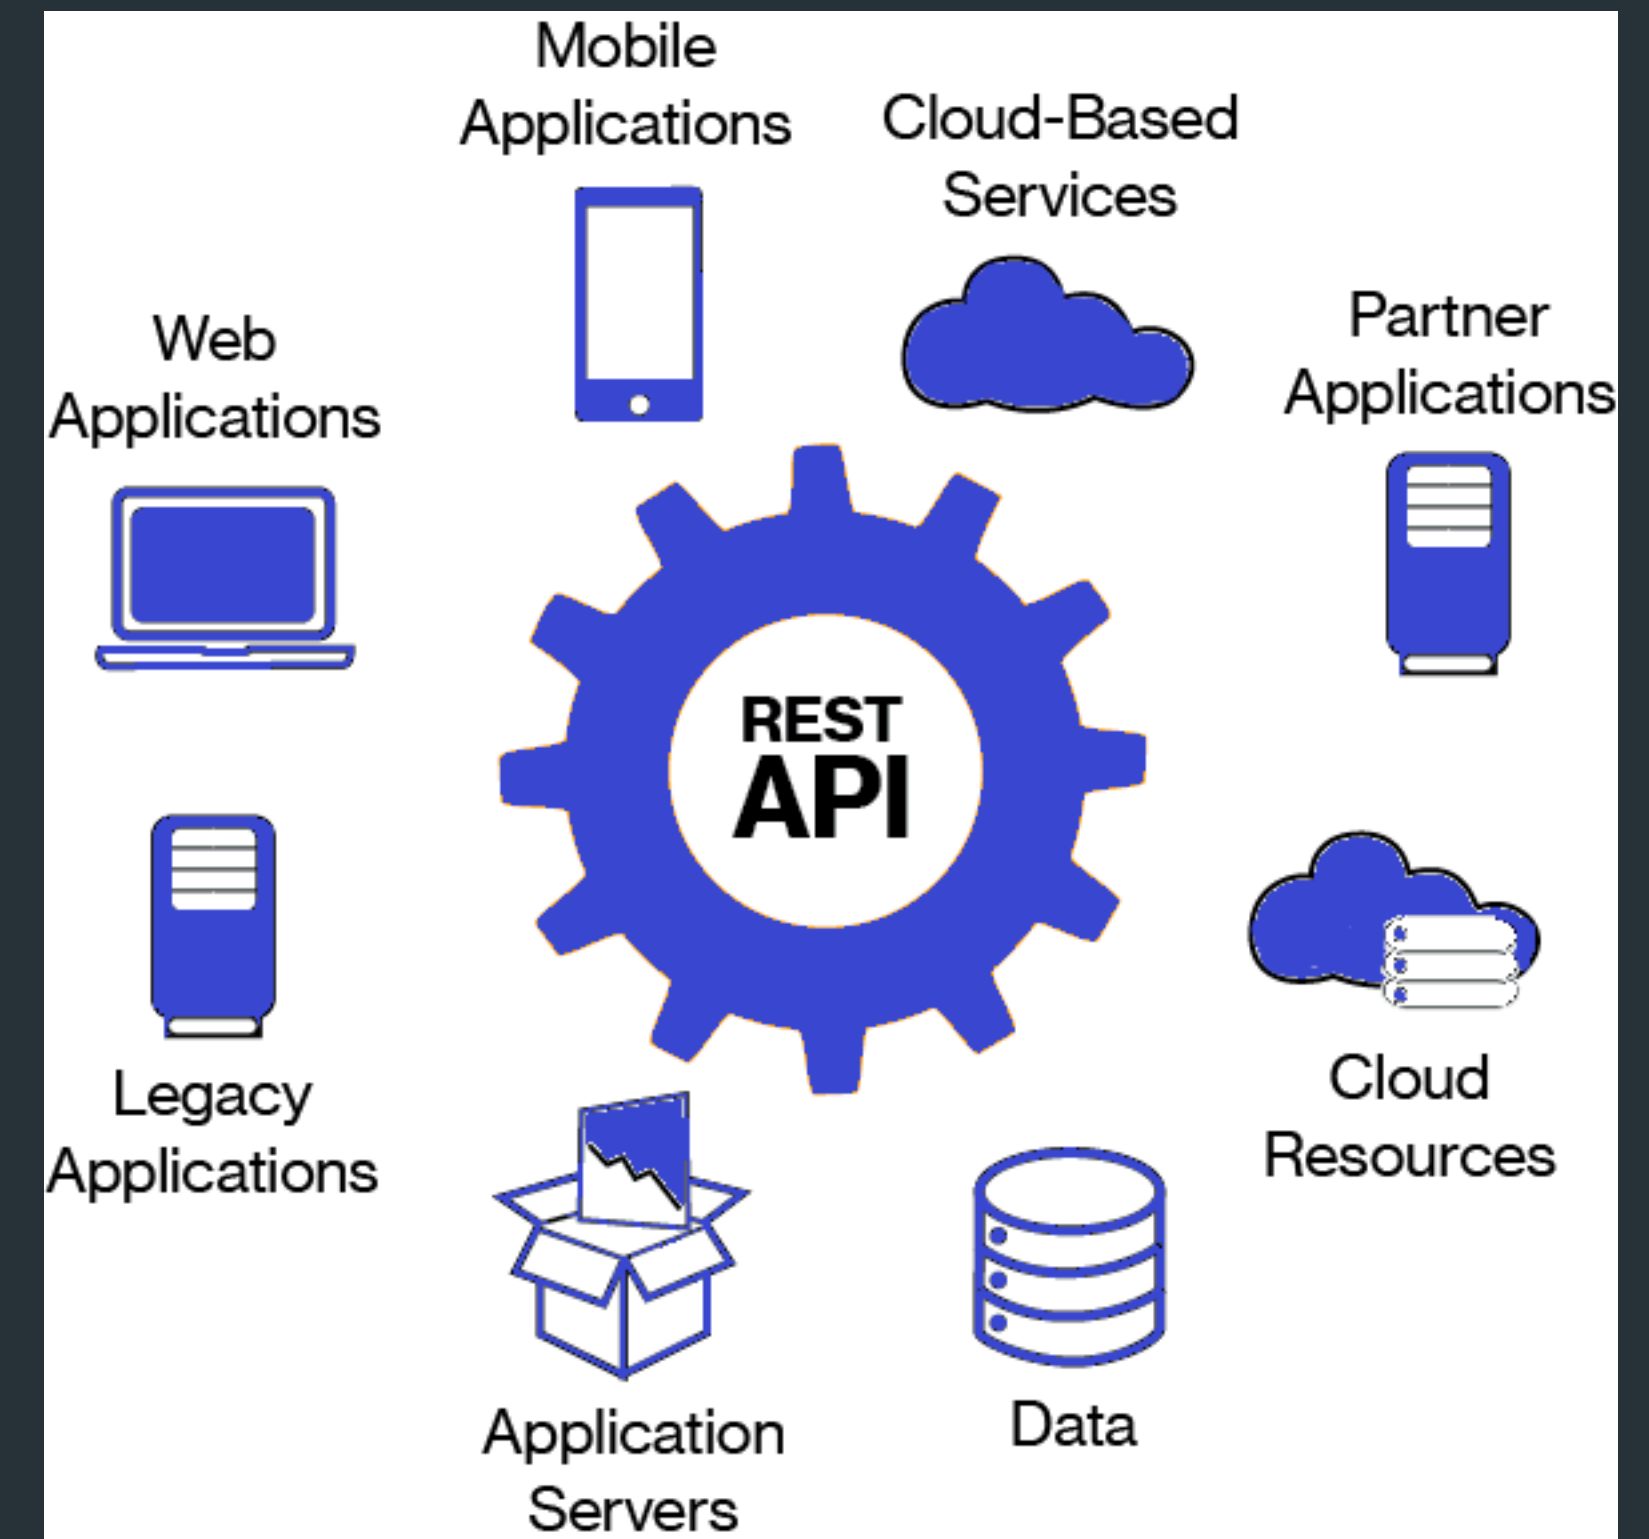 Mobile
Applications
Cloud-Based
Services
Partner
Applications
Web
Applications
REST
API
Legacy
Applications
Cloud
Resources
Application
Servers
Data